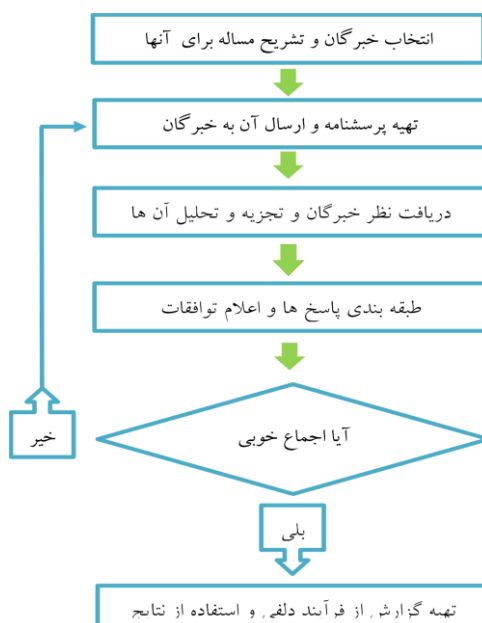 انتخاب خبرگان و تشریح مساله برای آنها
تهیه پرسشنامه و ارسال آن به خبرگان
دریافت نظر خبرگان و تجزیه و تحلیل آن ها
طبقه بندی پاسخ ها و اعلام توافقات
آیا اجماع خوبی
خیر
بلی
تهیه گزارش از فرآیند دلفی و استفاده از نتایج